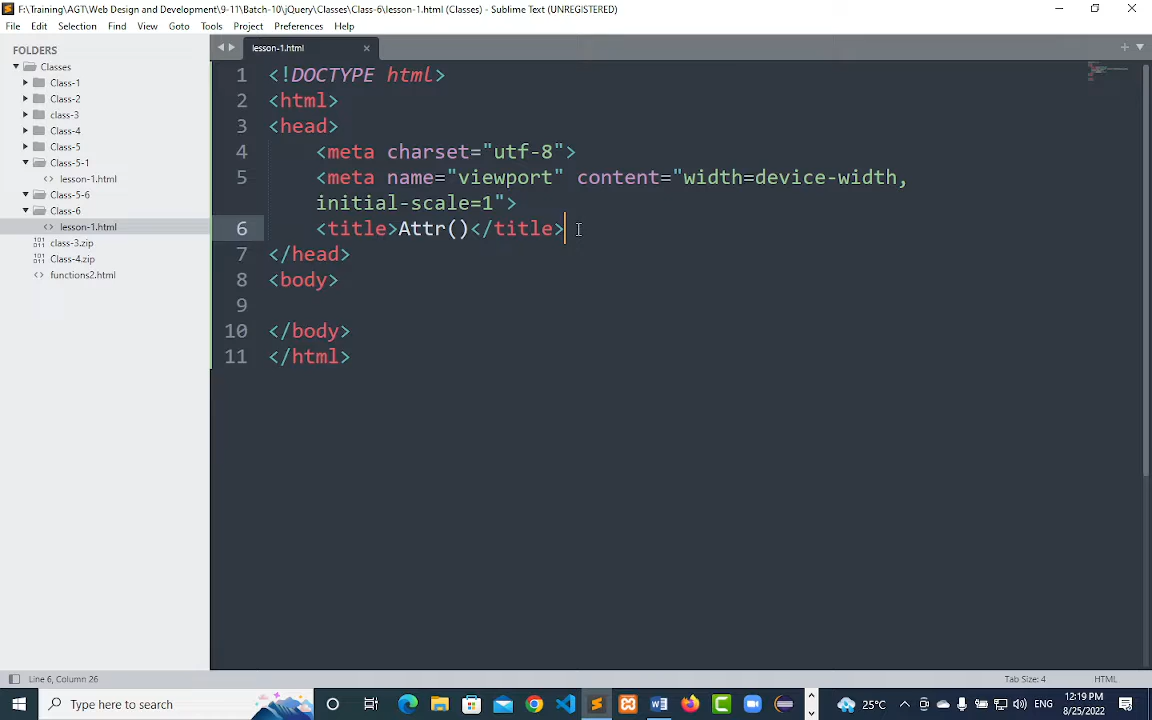 F:\Training\AGT\Web Design and Development\9-11\Batch-10\jQuery\Classes\Class-6\lesson-1.html (Classes) - Sublime Text (UNREGISTERED)
File Edit Selection Find View Goto Tools Project Preferences Help
FOLDERS
Classes
Class-1
Class-2
class-3
Class-4
Class-5
Class-5-1
<> lesson-1.html
Class-5-6
Class-6
<> lesson-1.html
class-3.zip
Class-4.zip
<> functions2.html
lesson-1.html
1 <!DOCTYPE html>
2 <html>
3 <head>
4 <meta charset="utf-8">
5 <meta name="viewport" content="width=device-width,
initial-scale=1">
6 <title>Attr()</title>
7 </head>
8 <body>
9
10 </body>
11 </html>
Line 6, Column 26
Tab Size: 4
HTML
Type here to search
25°C
ENG
12:19 PM
8/25/2022